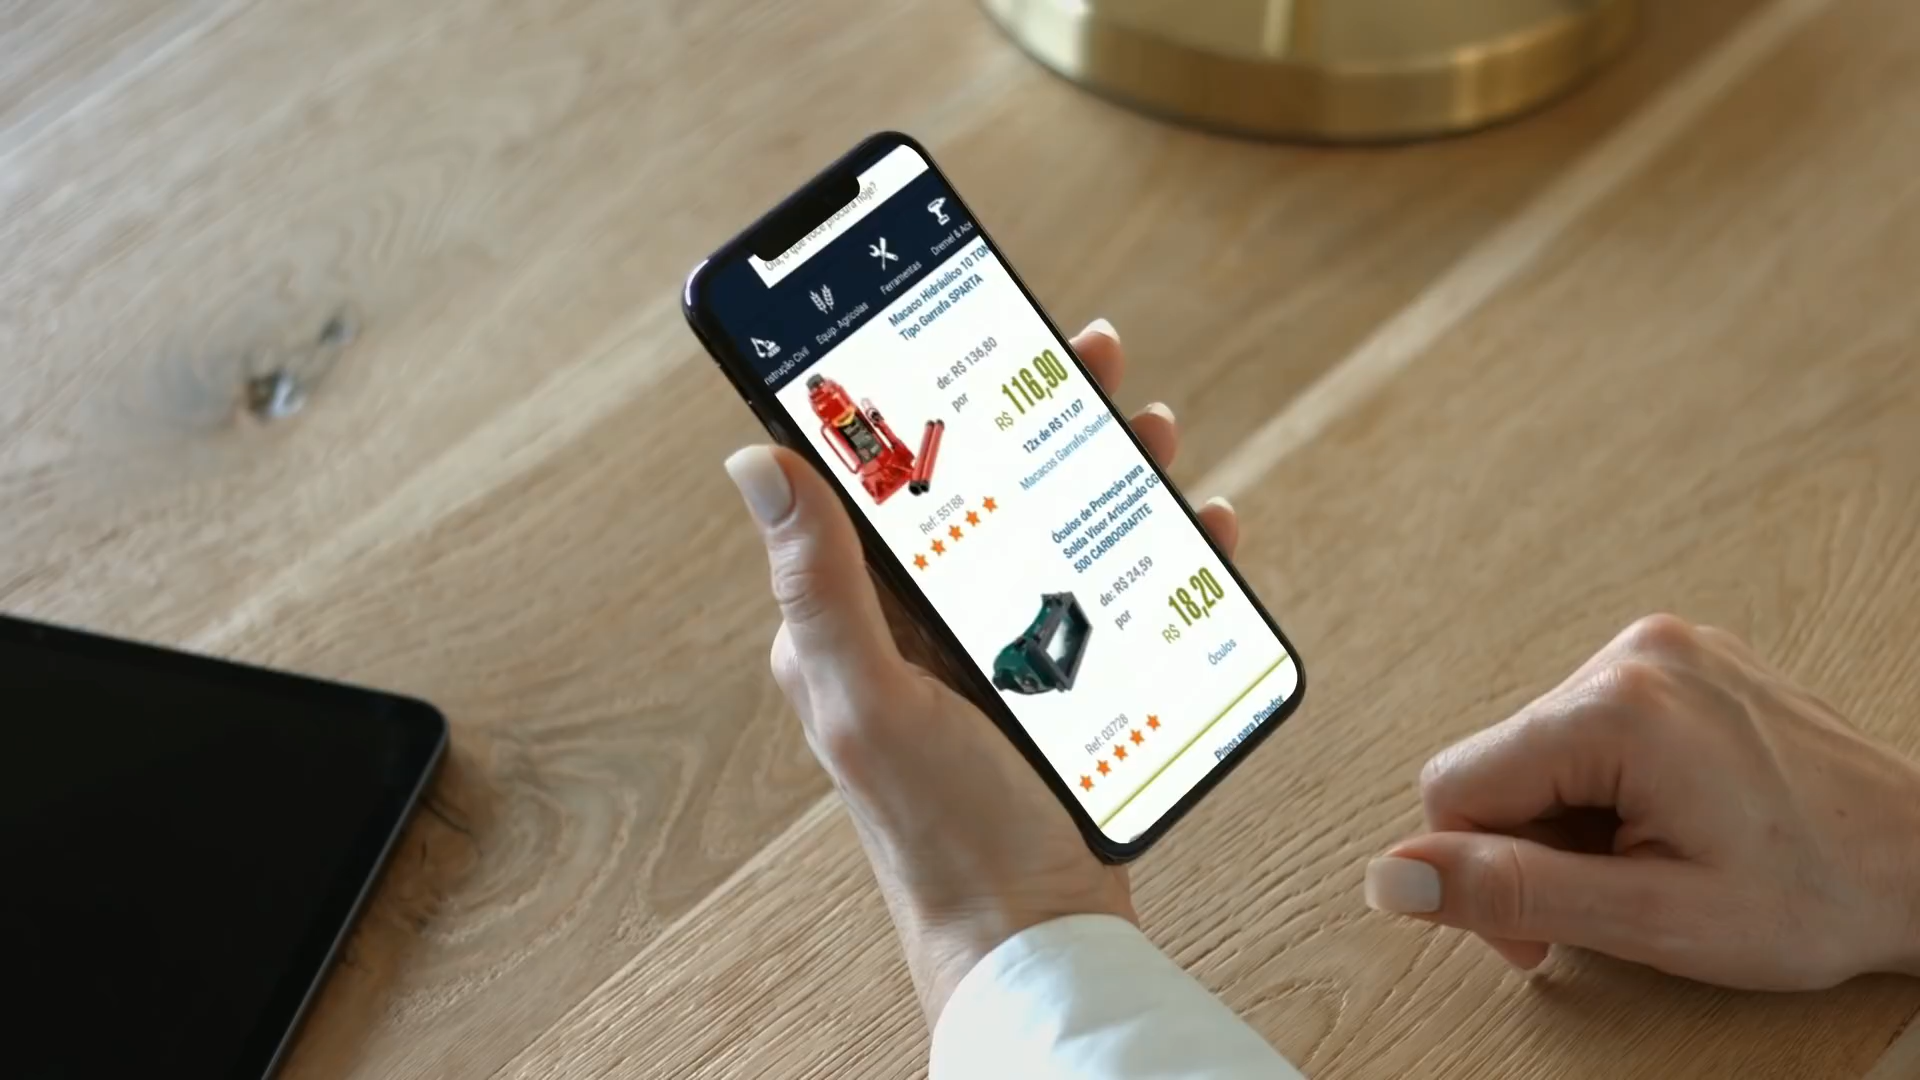 Olá, o que você procura hoje?
nstrução Civil
Equip. Agrícolas
Ferramentas
Dremel & Ace
Macaco Hidráulico 10 TON
Tipo Garrafa SPARTA
de: R$ 136,80
por
R$ 116,90
12x de R$ 11,07
Macacos Garrafa/Sanfon
Ref: 55188
Óculos de Proteção para
Solda Visor Articulado CG
500 CARBOGRAFITE
de: R$ 24,59
por
R$ 18,20
Óculos
Ref: 03728
Pinos para Pinador